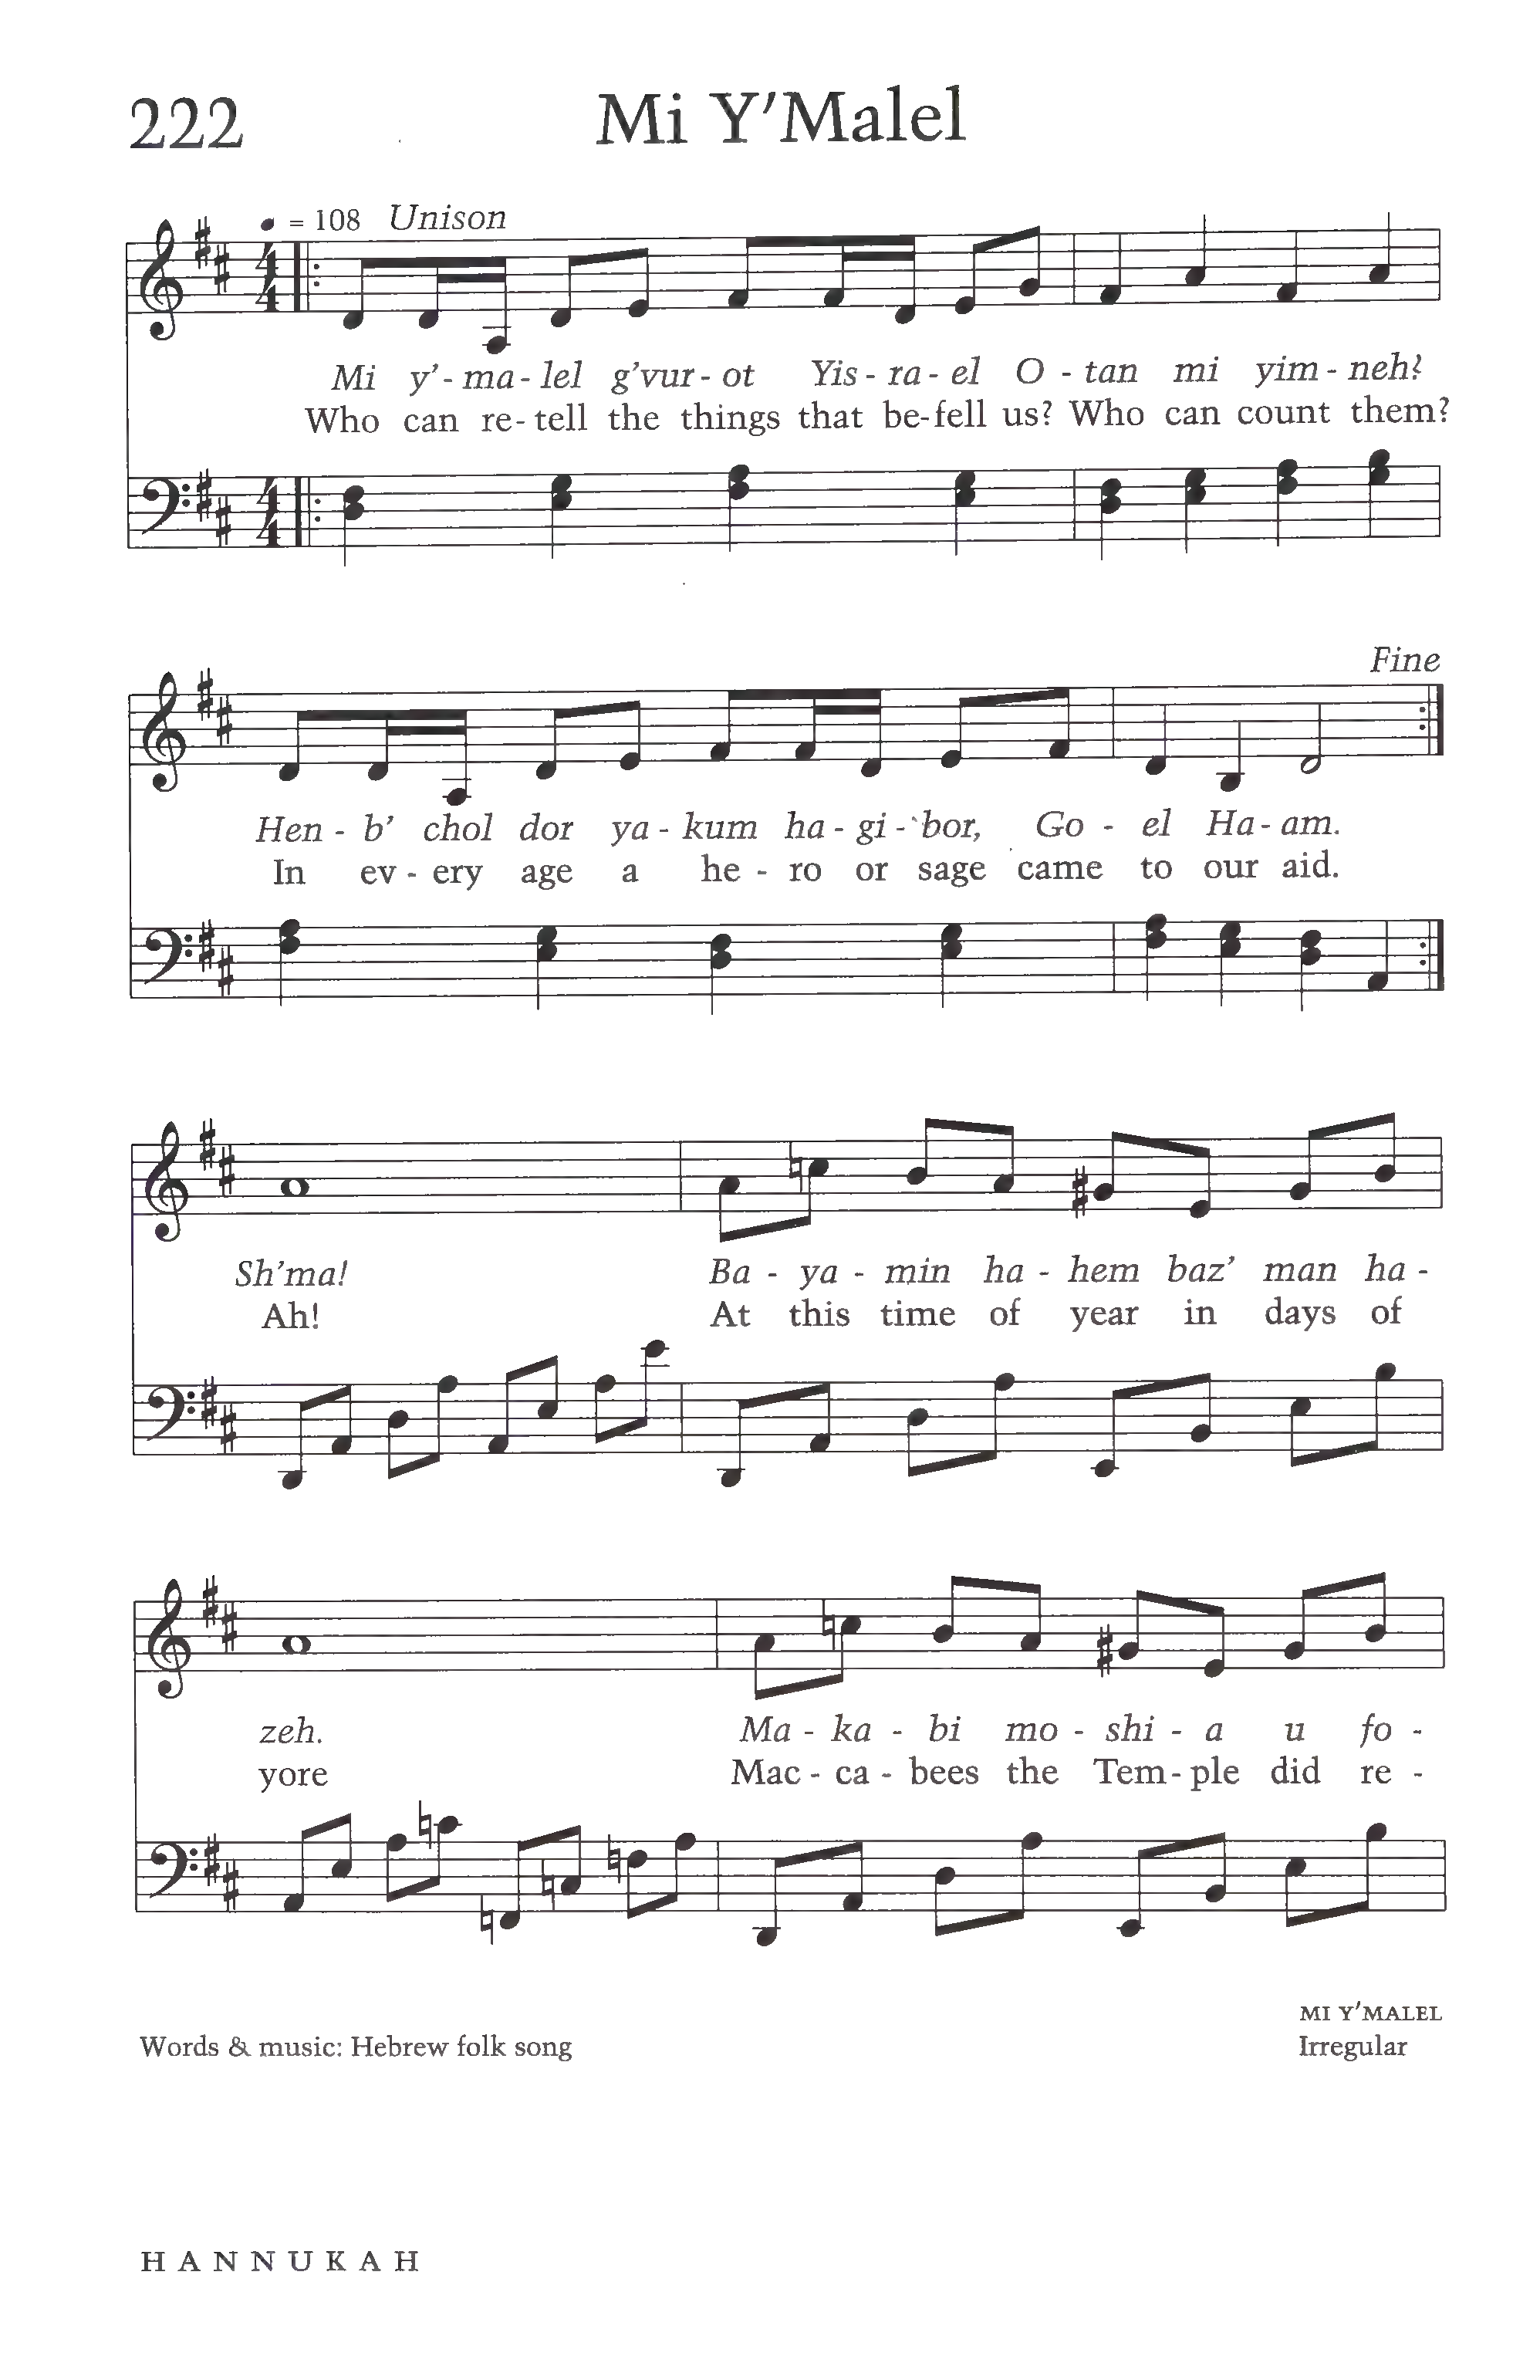 222 Mi Y'Malel
♩ = 108 Unison
Mi y'-ma-lel g'vur-ot Yis-ra-el O-tan mi yim-neh?
Who can re-tell the things that be-fell us? Who can count them?
Fine
Hen-b' chol dor ya-kum ha-gi-bor, Go-el Ha-am.
In ev-ery age a he-ro or sage came to our aid.
Sh'ma! Ba-ya-min ha-hem baz' man ha-
Ah! At this time of year in days of
zeh. Ma-ka-bi mo-shi-a u fo-
yore Mac-ca-bees the Tem-ple did re-
MI Y'MALEL
Words & music: Hebrew folk song Irregular
HANNUKAH